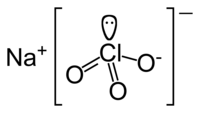 Na+ [ Cl O O O- ] −